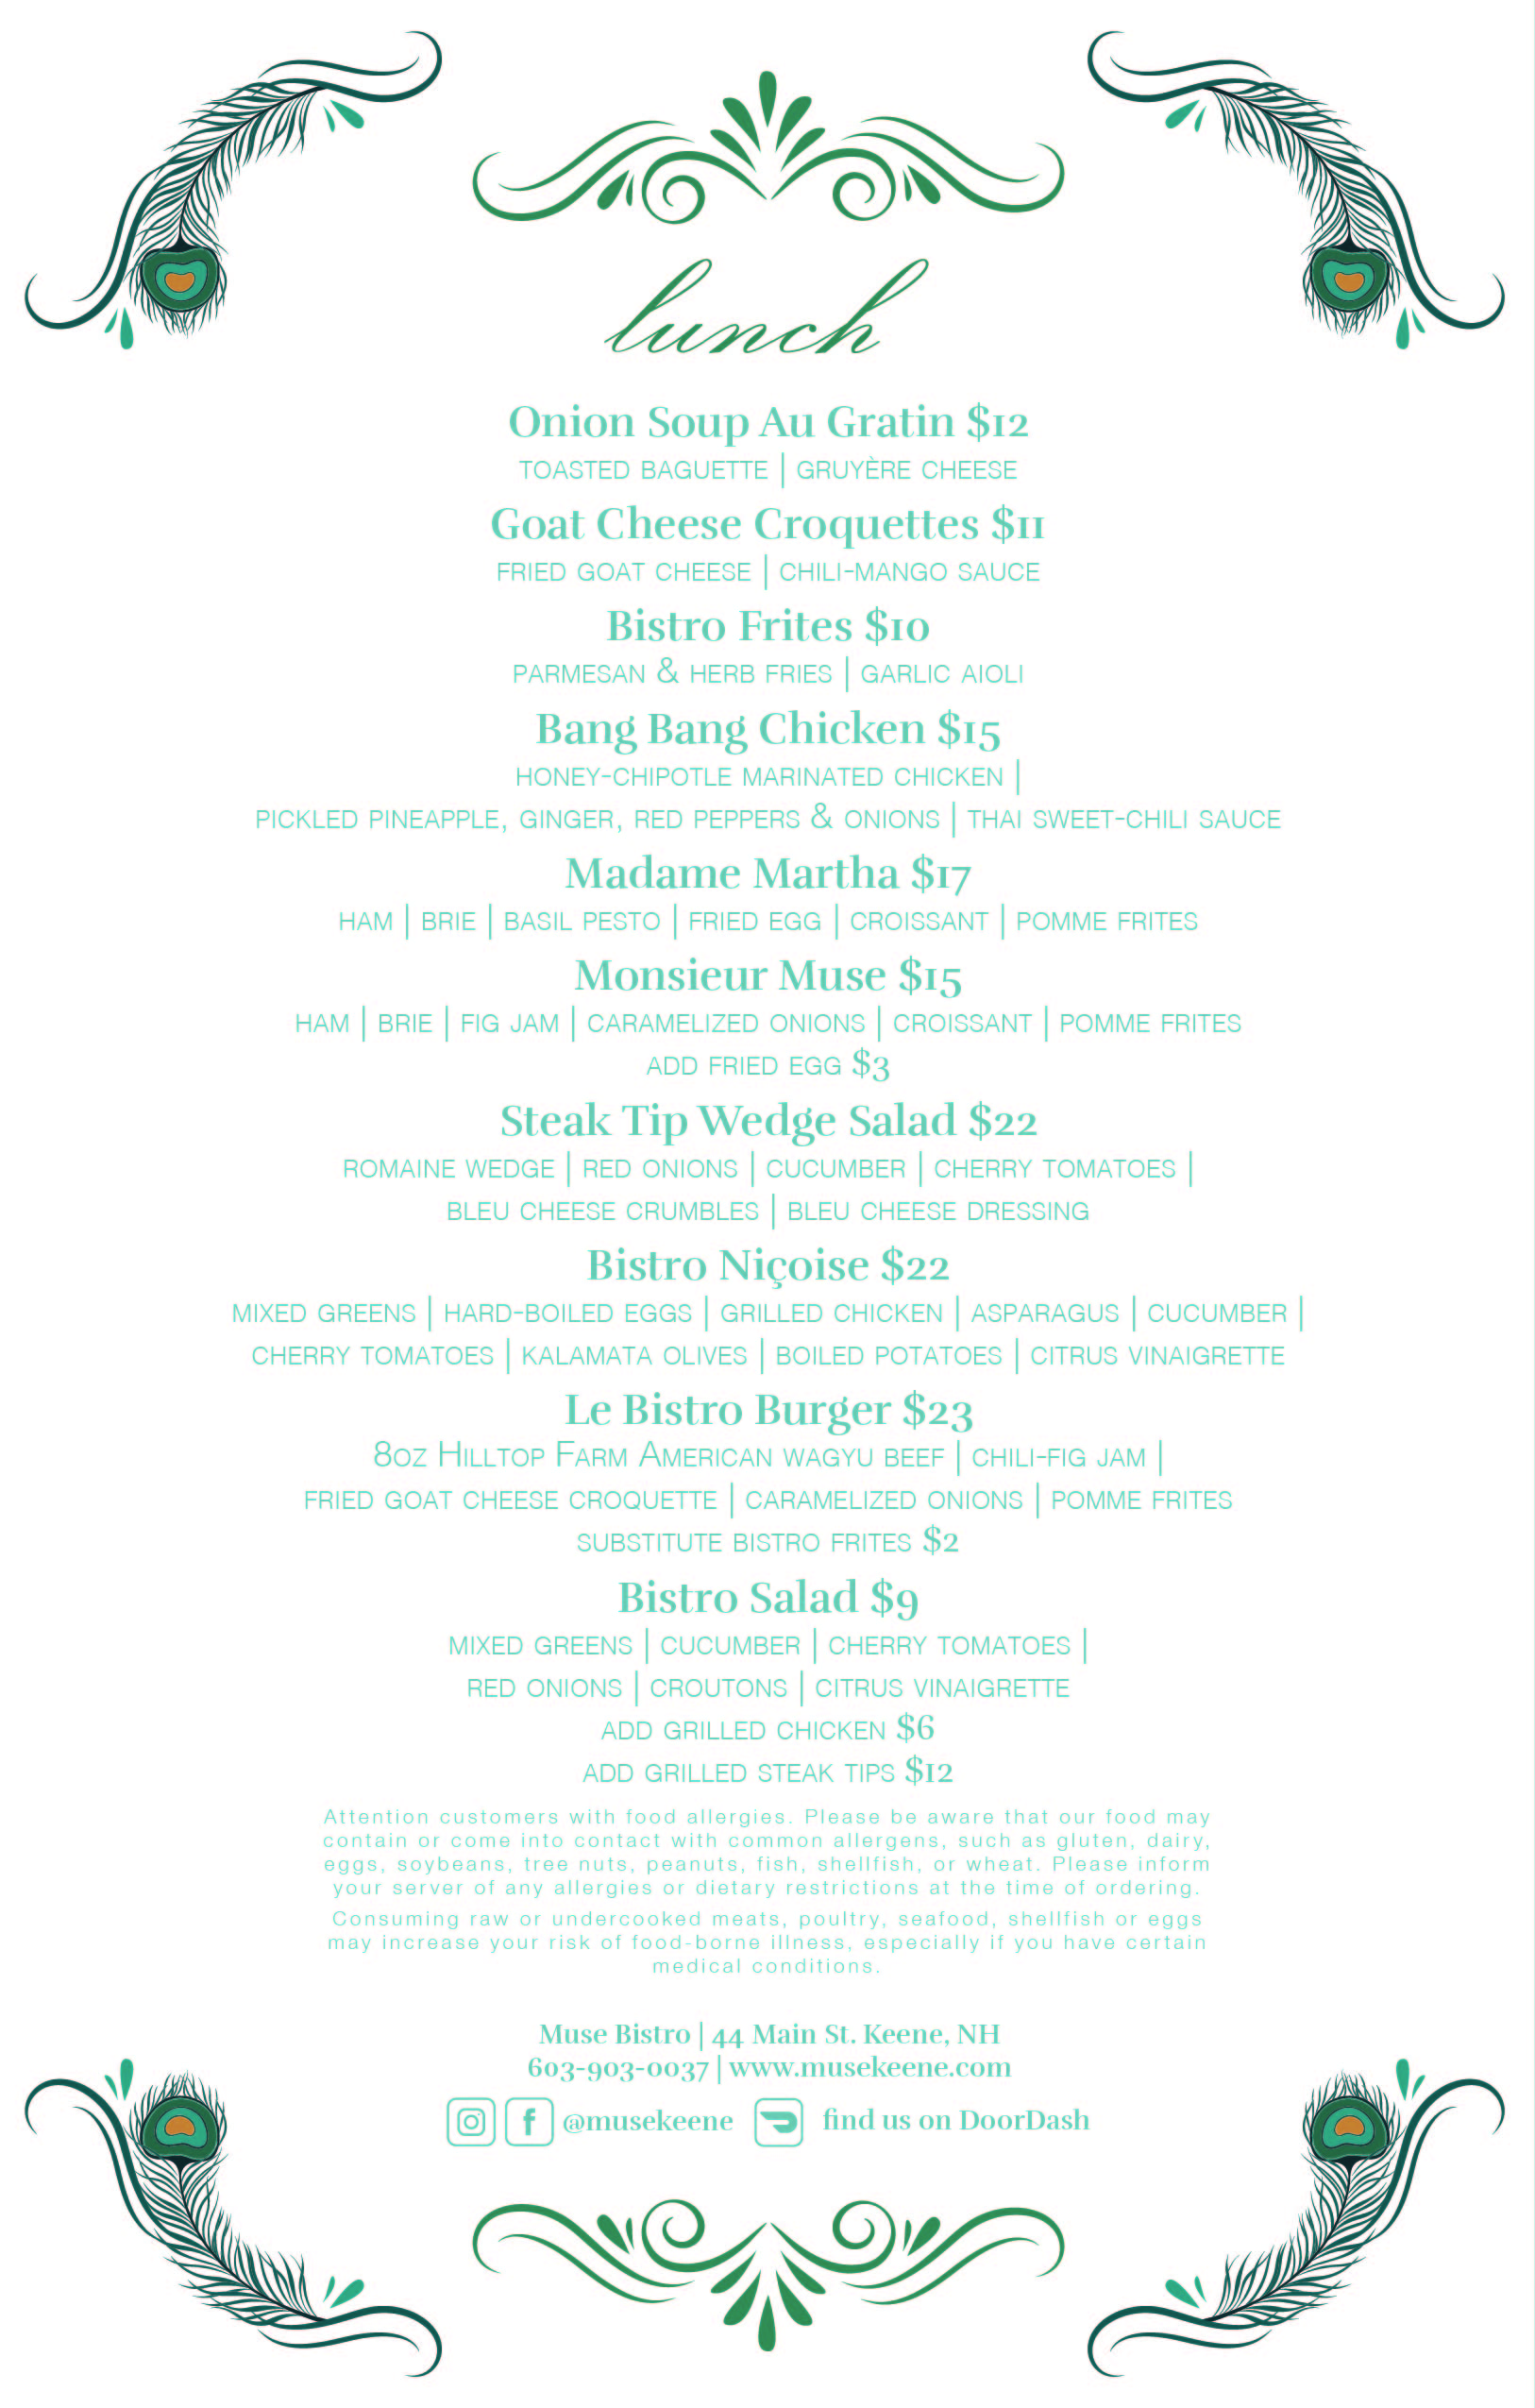 lunch
Onion Soup Au Gratin $12
TOASTED BAGUETTE | GRUYÈRE CHEESE
Goat Cheese Croquettes $11
FRIED GOAT CHEESE | CHILI-MANGO SAUCE
Bistro Frites $10
PARMESAN & HERB FRIES | GARLIC AIOLI
Bang Bang Chicken $15
HONEY-CHIPOTLE MARINATED CHICKEN |
PICKLED PINEAPPLE, GINGER, RED PEPPERS & ONIONS | THAI SWEET-CHILI SAUCE
Madame Martha $17
HAM | BRIE | BASIL PESTO | FRIED EGG | CROISSANT | POMME FRITES
Monsieur Muse $15
HAM | BRIE | FIG JAM | CARAMELIZED ONIONS | CROISSANT | POMME FRITES
ADD FRIED EGG $3
Steak Tip Wedge Salad $22
ROMAINE WEDGE | RED ONIONS | CUCUMBER | CHERRY TOMATOES |
BLEU CHEESE CRUMBLES | BLEU CHEESE DRESSING
Bistro Niçoise $22
MIXED GREENS | HARD-BOILED EGGS | GRILLED CHICKEN | ASPARAGUS | CUCUMBER |
CHERRY TOMATOES | KALAMATA OLIVES | BOILED POTATOES | CITRUS VINAIGRETTE
Le Bistro Burger $23
8OZ HILLTOP FARM AMERICAN WAGYU BEEF | CHILI-FIG JAM |
FRIED GOAT CHEESE CROQUETTE | CARAMELIZED ONIONS | POMME FRITES
SUBSTITUTE BISTRO FRITES $2
Bistro Salad $9
MIXED GREENS | CUCUMBER | CHERRY TOMATOES |
RED ONIONS | CROUTONS | CITRUS VINAIGRETTE
ADD GRILLED CHICKEN $6
ADD GRILLED STEAK TIPS $12
Attention customers with food allergies. Please be aware that our food may
contain or come into contact with common allergens, such as gluten, dairy,
eggs, soybeans, tree nuts, peanuts, fish, shellfish, or wheat. Please inform
your server of any allergies or dietary restrictions at the time of ordering.
Consuming raw or undercooked meats, poultry, seafood, shellfish or eggs
may increase your risk of food-borne illness, especially if you have certain
medical conditions.
Muse Bistro | 44 Main St. Keene, NH
603-903-0037 | www.musekeene.com
@musekeene find us on DoorDash